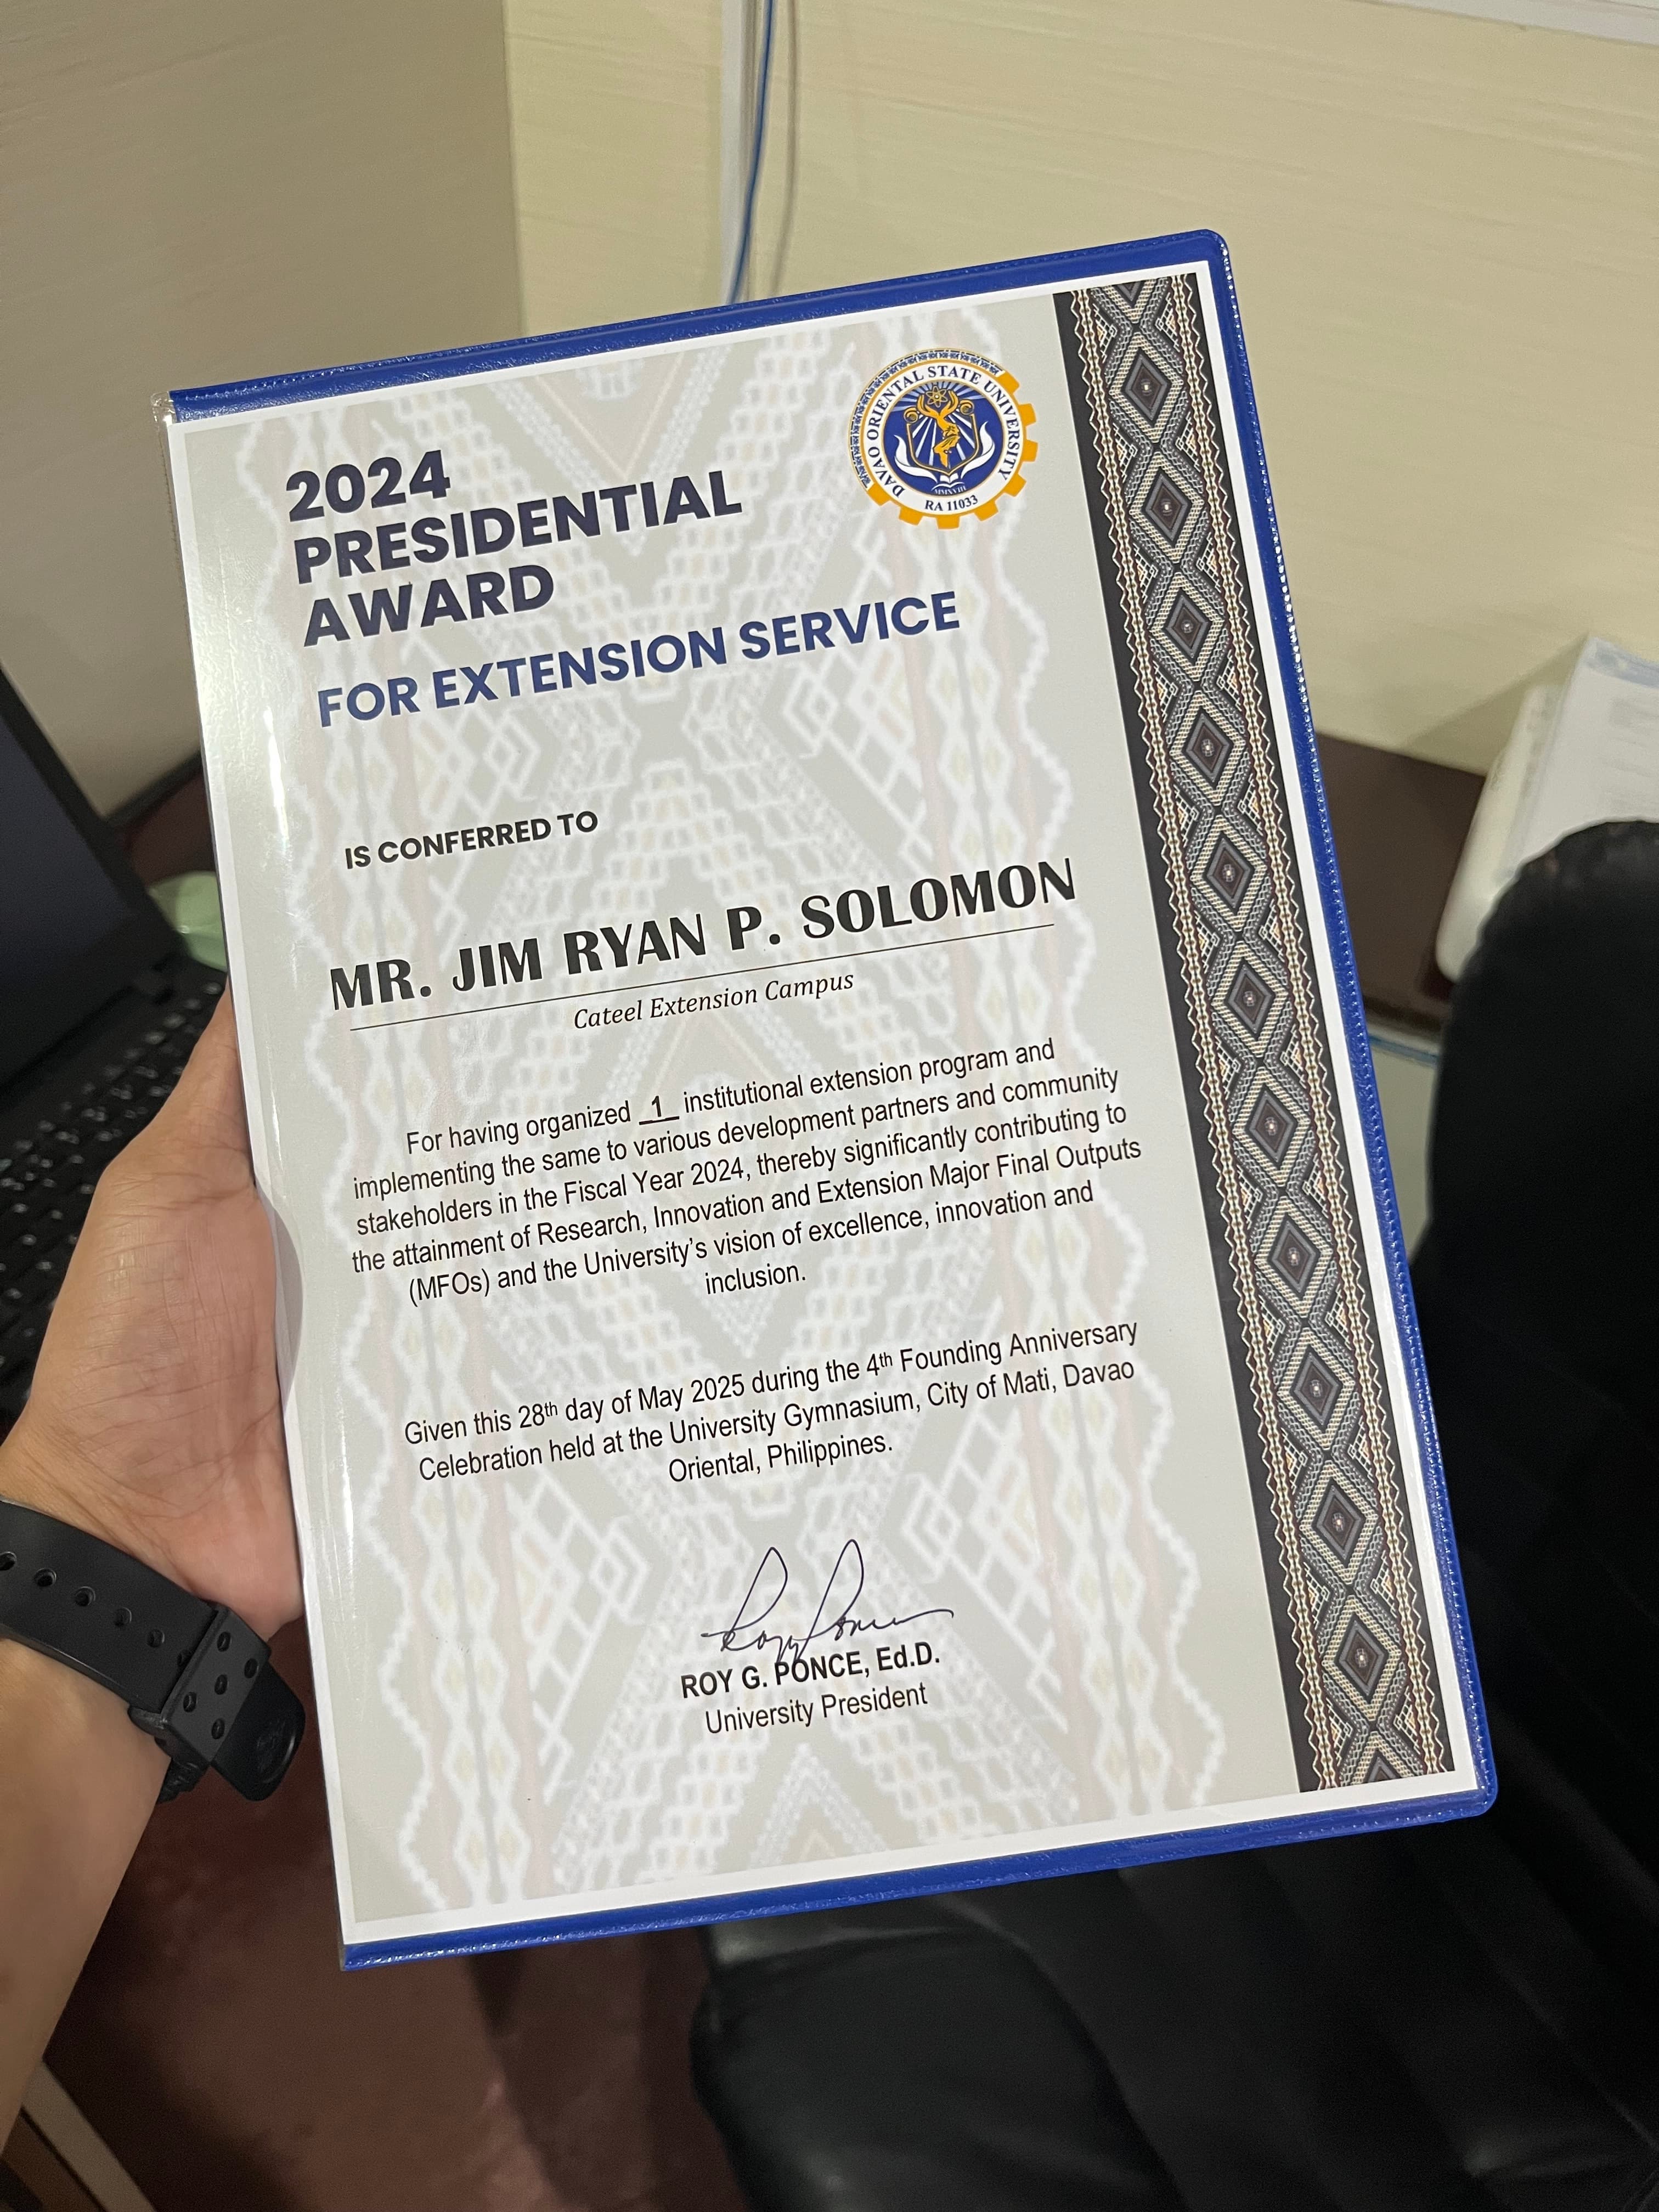 2024
PRESIDENTIAL
AWARD
FOR EXTENSION SERVICE
DAVAO ORIENTAL STATE UNIVERSITY
MMXVIII
RA 11033
IS CONFERRED TO
MR. JIM RYAN P. SOLOMON
Cateel Extension Campus
For having organized 1 institutional extension program and
implementing the same to various development partners and community
stakeholders in the Fiscal Year 2024, thereby significantly contributing to
the attainment of Research, Innovation and Extension Major Final Outputs
(MFOs) and the University's vision of excellence, innovation and
inclusion.
Given this 28th day of May 2025 during the 4th Founding Anniversary
Celebration held at the University Gymnasium, City of Mati, Davao
Oriental, Philippines.
Roy Ponce
ROY G. PONCE, Ed.D.
University President